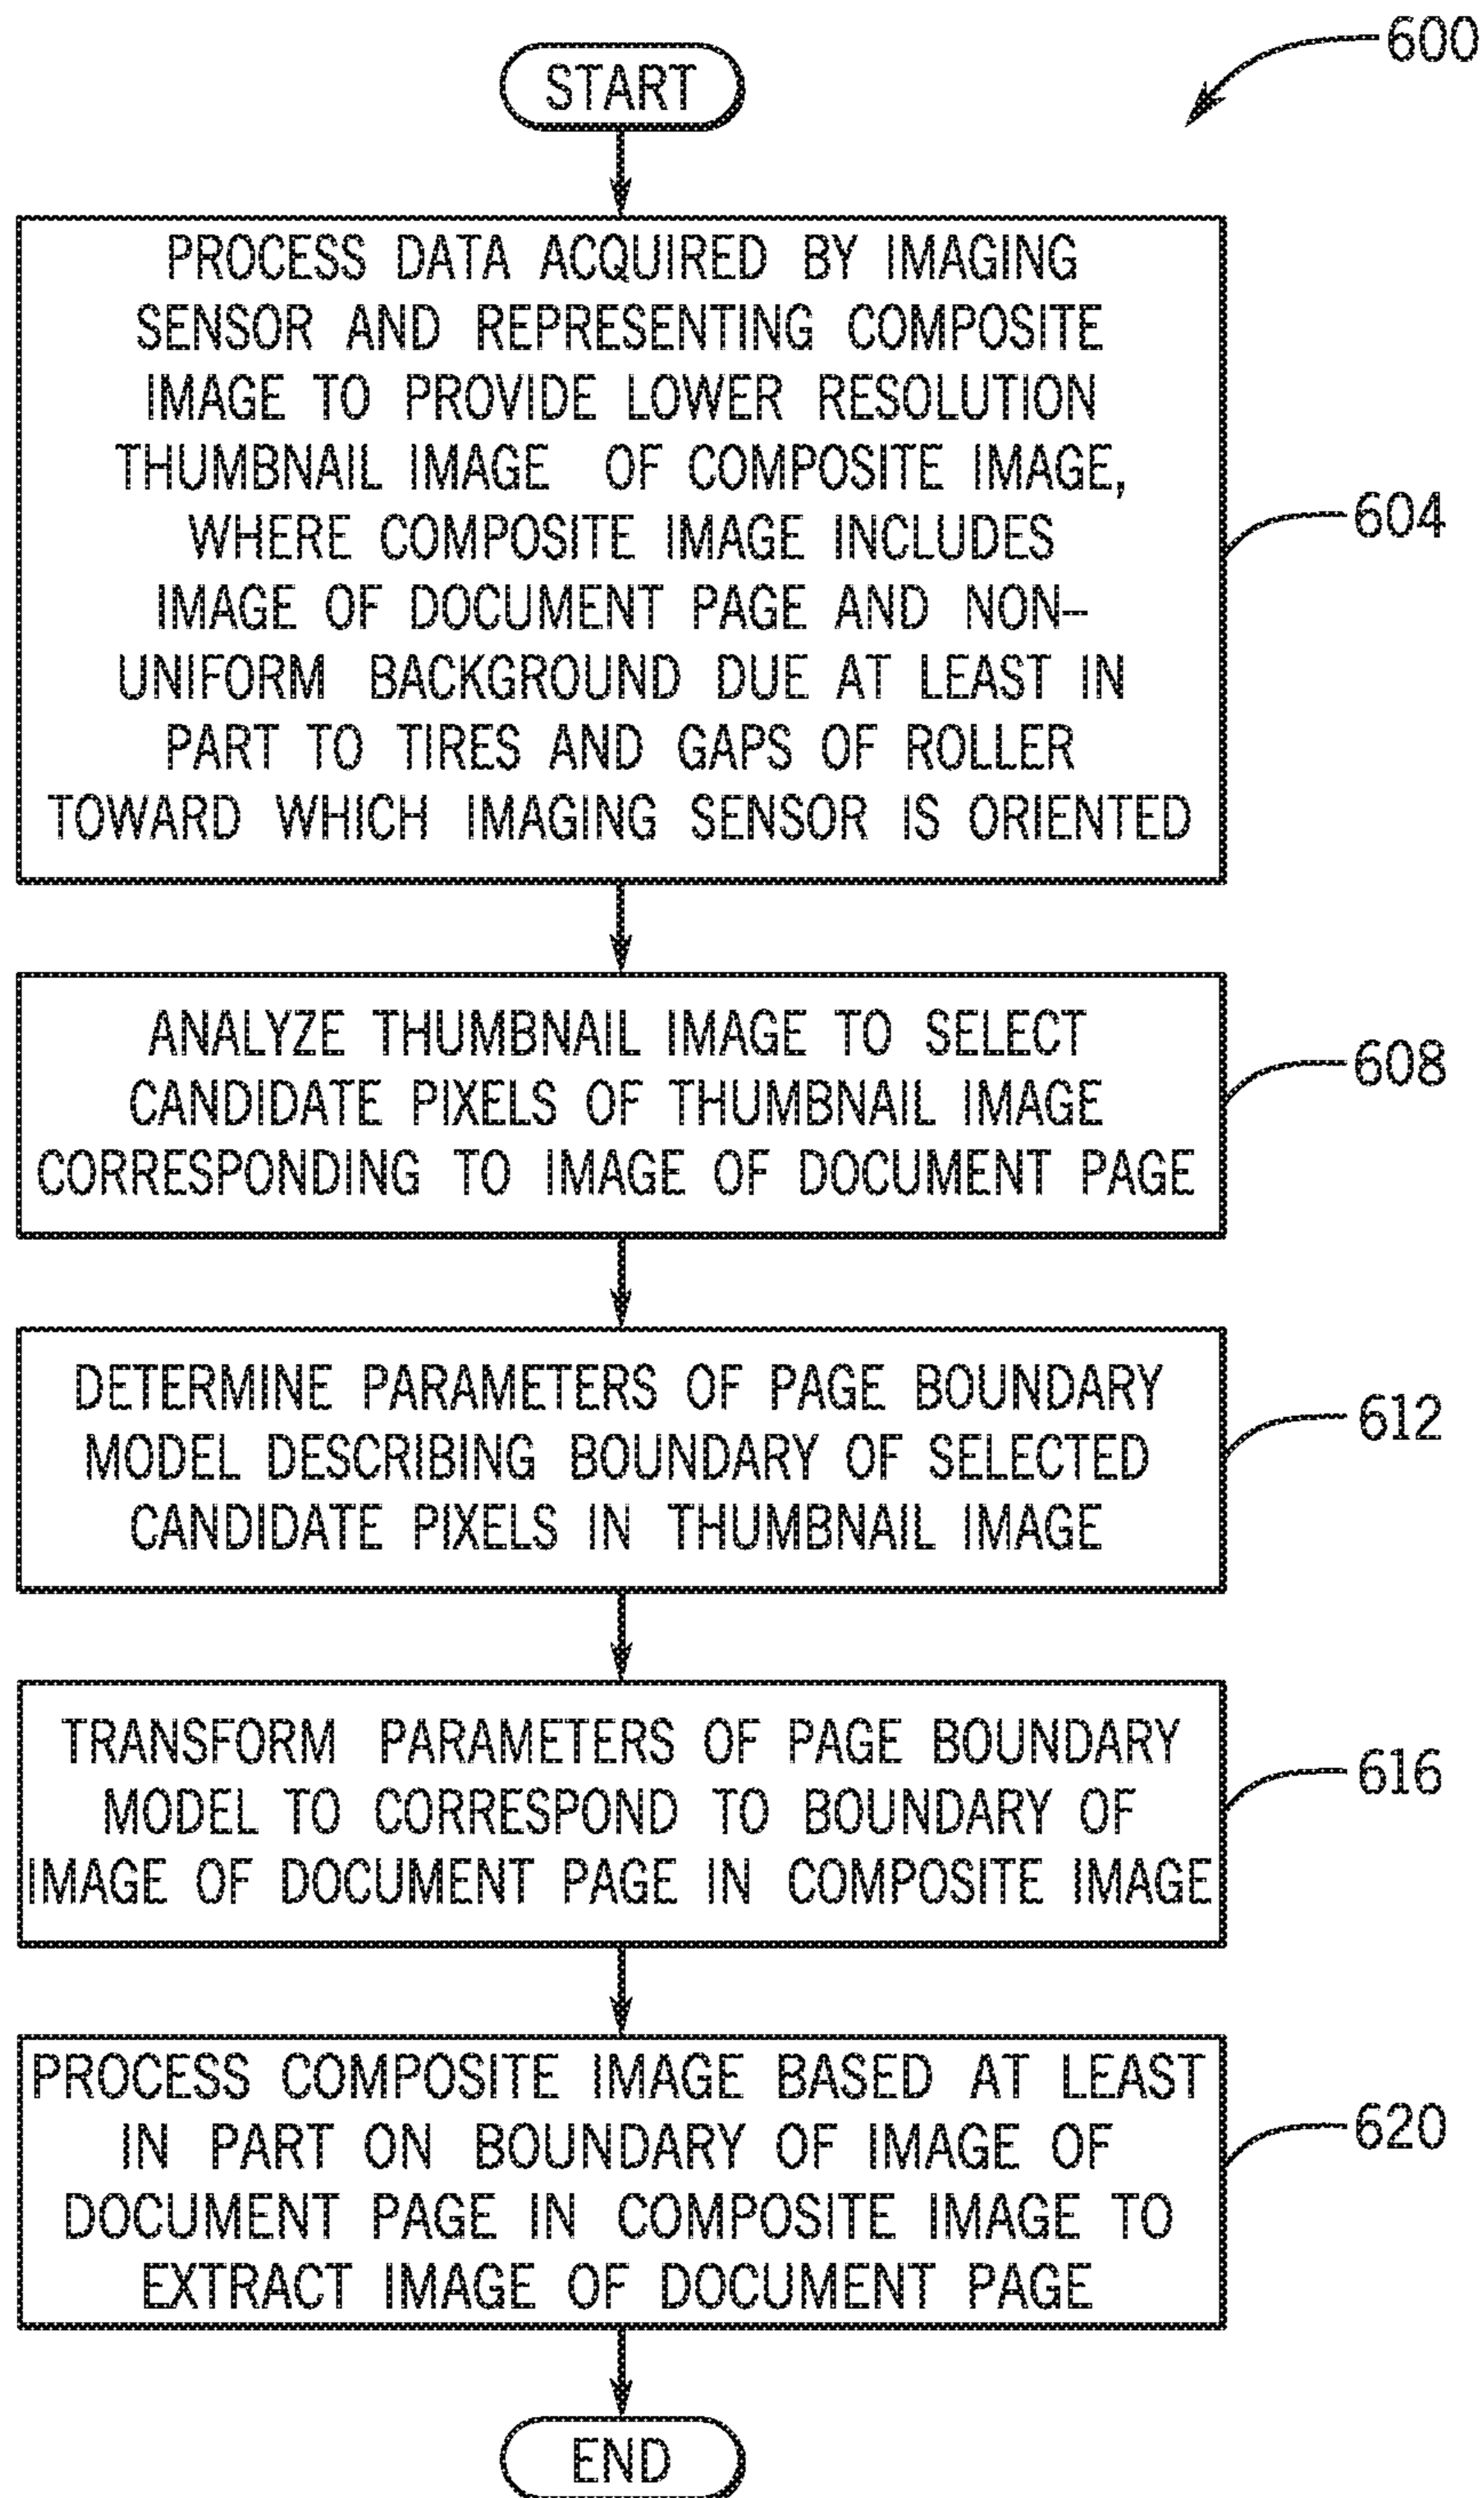 600
START
PROCESS DATA ACQUIRED BY IMAGING
SENSOR AND REPRESENTING COMPOSITE
IMAGE TO PROVIDE LOWER RESOLUTION
THUMBNAIL IMAGE OF COMPOSITE IMAGE,
WHERE COMPOSITE IMAGE INCLUDES
IMAGE OF DOCUMENT PAGE AND NON-
UNIFORM BACKGROUND DUE AT LEAST IN
PART TO TIRES AND GAPS OF ROLLER
TOWARD WHICH IMAGING SENSOR IS ORIENTED
604
ANALYZE THUMBNAIL IMAGE TO SELECT
CANDIDATE PIXELS OF THUMBNAIL IMAGE
CORRESPONDING TO IMAGE OF DOCUMENT PAGE
608
DETERMINE PARAMETERS OF PAGE BOUNDARY
MODEL DESCRIBING BOUNDARY OF SELECTED
CANDIDATE PIXELS IN THUMBNAIL IMAGE
612
TRANSFORM PARAMETERS OF PAGE BOUNDARY
MODEL TO CORRESPOND TO BOUNDARY OF
IMAGE OF DOCUMENT PAGE IN COMPOSITE IMAGE
616
PROCESS COMPOSITE IMAGE BASED AT LEAST
IN PART ON BOUNDARY OF IMAGE OF
DOCUMENT PAGE IN COMPOSITE IMAGE TO
EXTRACT IMAGE OF DOCUMENT PAGE
620
END